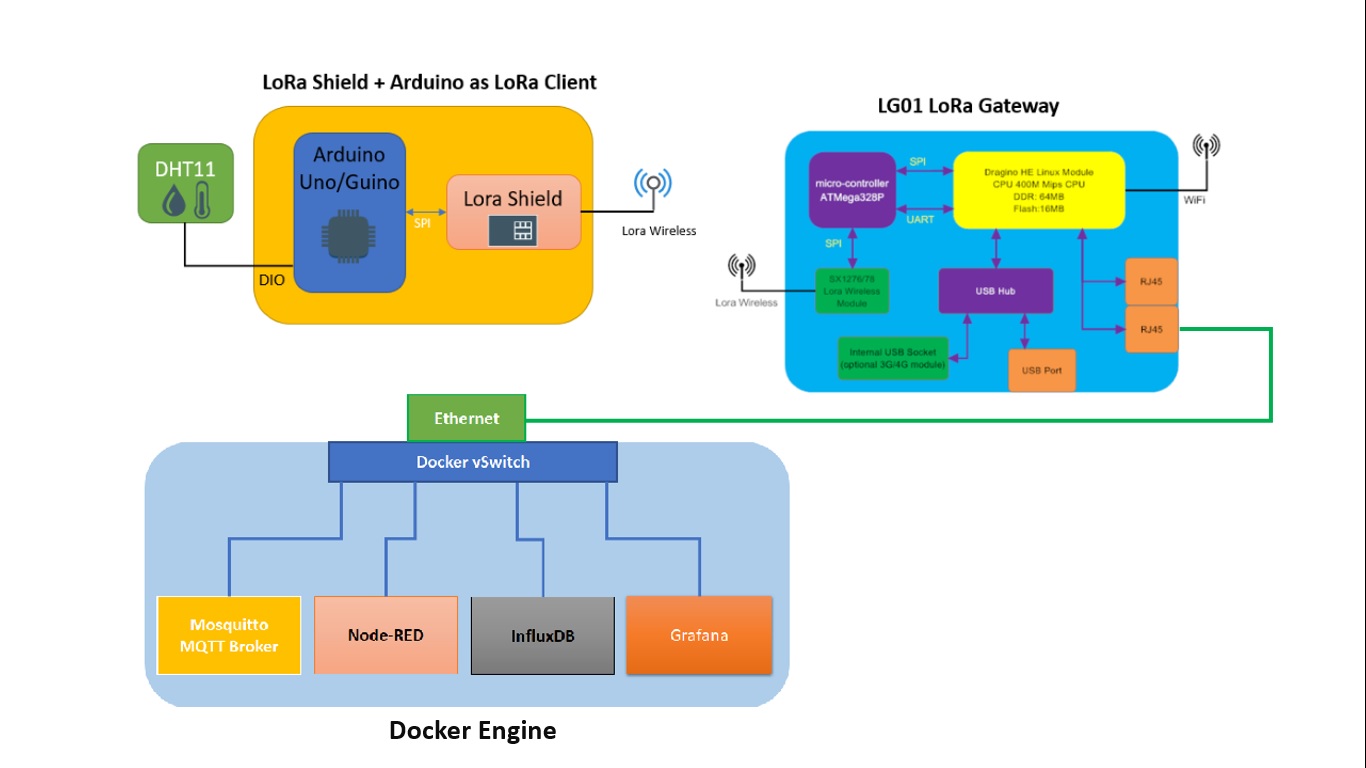 LoRa Shield + Arduino as LoRa Client
DHT11
Arduino
Uno/Guino
SPI
Lora Shield
DIO
Lora Wireless
LG01 LoRa Gateway
micro-controller
ATMega328P
SPI
UART
SPI
Dragino HE Linux Module
CPU 400M Mips CPU
DDR: 64MB
Flash:16MB
WiFi
Lora Wireless
SX1276/78
Lora Wireless
Module
USB Hub
RJ45
RJ45
Internal USB Socket
(optional 3G/4G module)
USB Port
Ethernet
Docker vSwitch
Mosquitto
MQTT Broker
Node-RED
InfluxDB
Grafana
Docker Engine